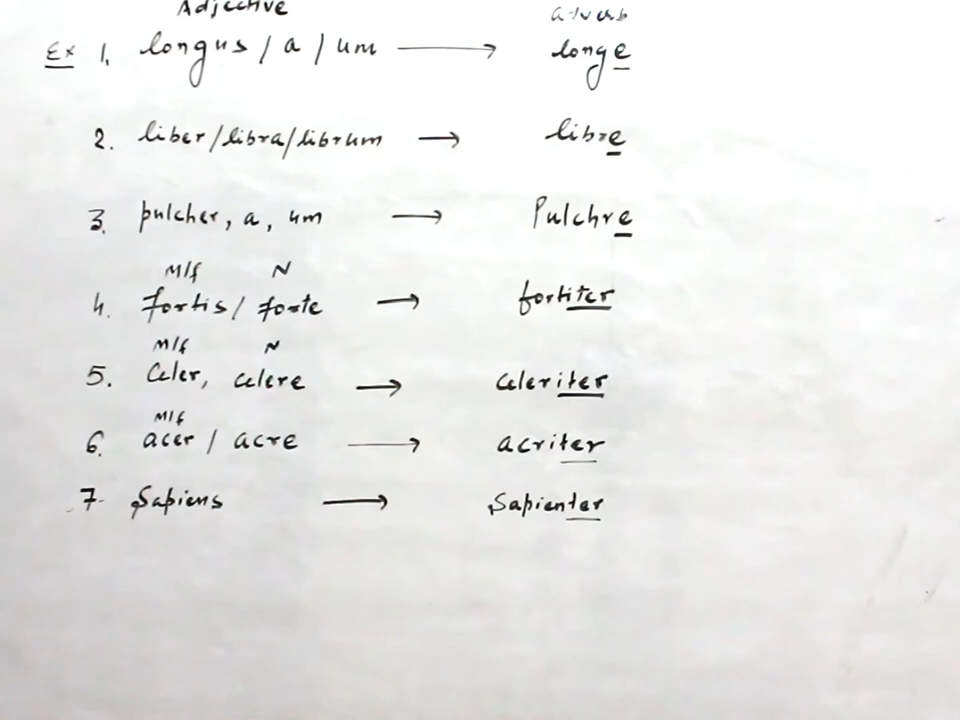 Adjective adverb
Ex 1. longus / a / um → longe
2. liber/libra/librum → libre
3. pulcher, a, um → Pulchre
M/f N
4. fortis / forte → fortiter
M/f N
5. Celer, celere → celeriter
M/f
6. acer / acre → acriter
7. Sapiens → Sapienter